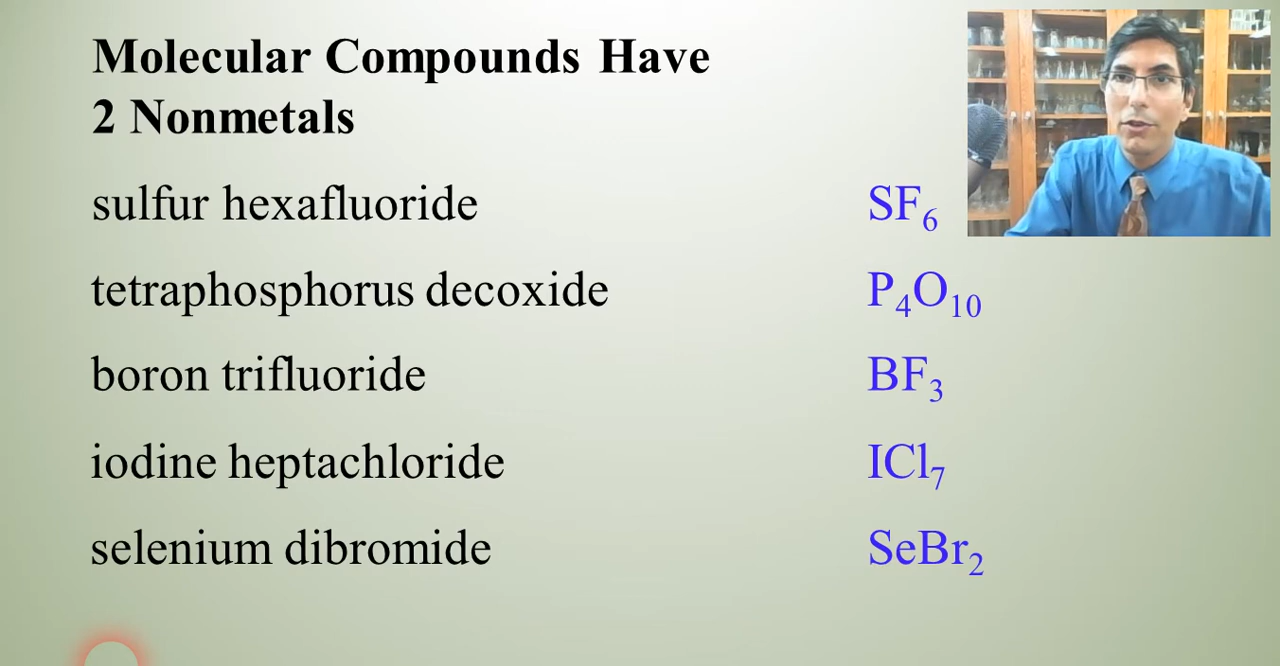 Molecular Compounds Have
2 Nonmetals
sulfur hexafluoride SF₆
tetraphosphorus decoxide P₄O₁₀
boron trifluoride BF₃
iodine heptachloride ICl₇
selenium dibromide SeBr₂